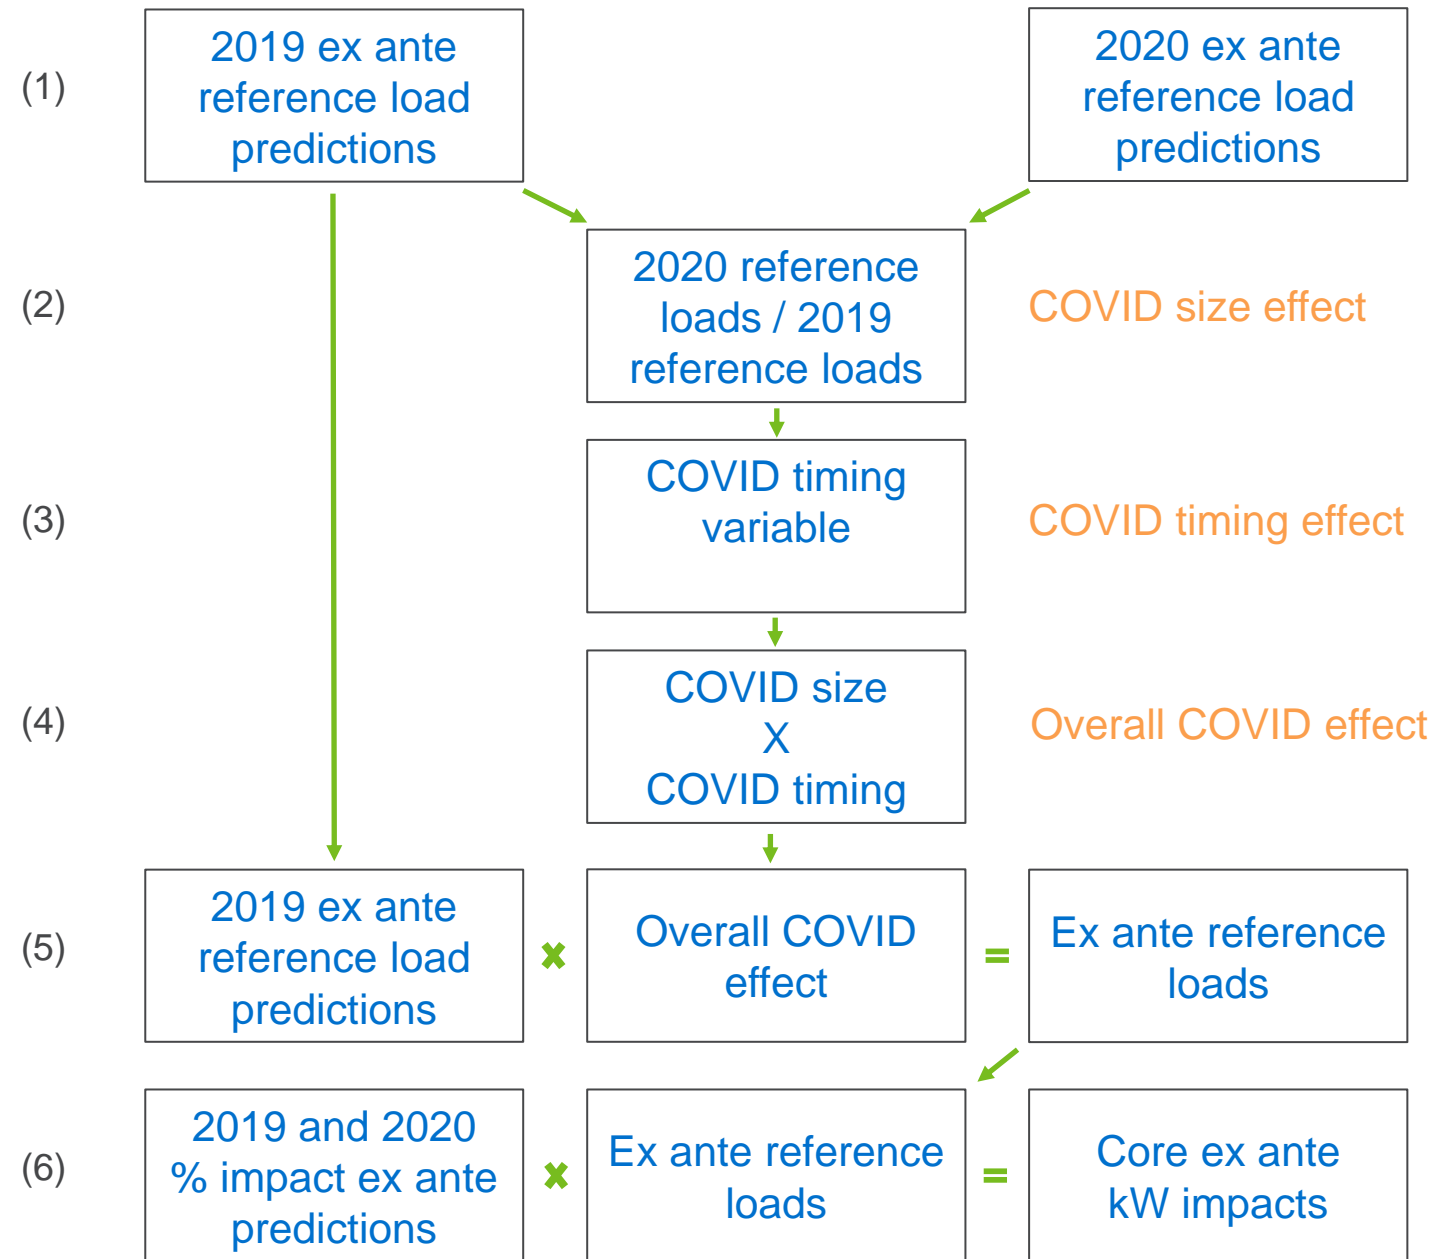 (1)
2019 ex ante
reference load
predictions
2020 ex ante
reference load
predictions
(2)
2020 reference
loads / 2019
reference loads
COVID size effect
(3)
COVID timing
variable
COVID timing effect
(4)
COVID size
X
COVID timing
Overall COVID effect
(5)
2019 ex ante
reference load
predictions
×
Overall COVID
effect
=
Ex ante reference
loads
(6)
2019 and 2020
% impact ex ante
predictions
×
Ex ante reference
loads
=
Core ex ante
kW impacts